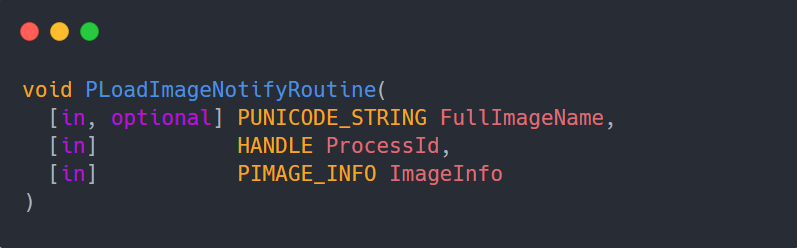 void PLoadImageNotifyRoutine(
  [in, optional] PUNICODE_STRING FullImageName,
  [in]           HANDLE ProcessId,
  [in]           PIMAGE_INFO ImageInfo
)